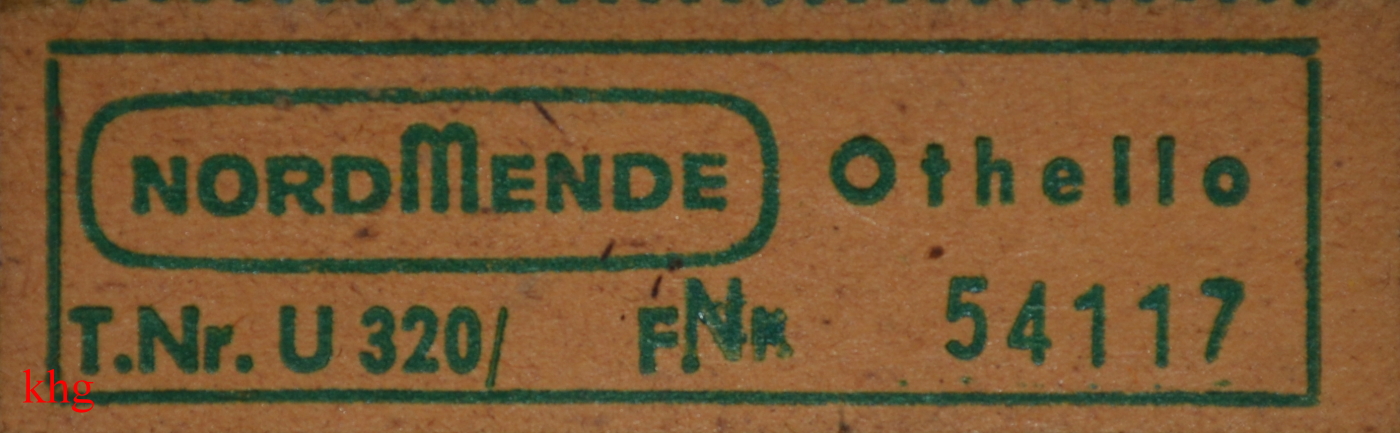 NORDMENDE Othello
T.Nr. U 320/ F.Nr. 54117
khg